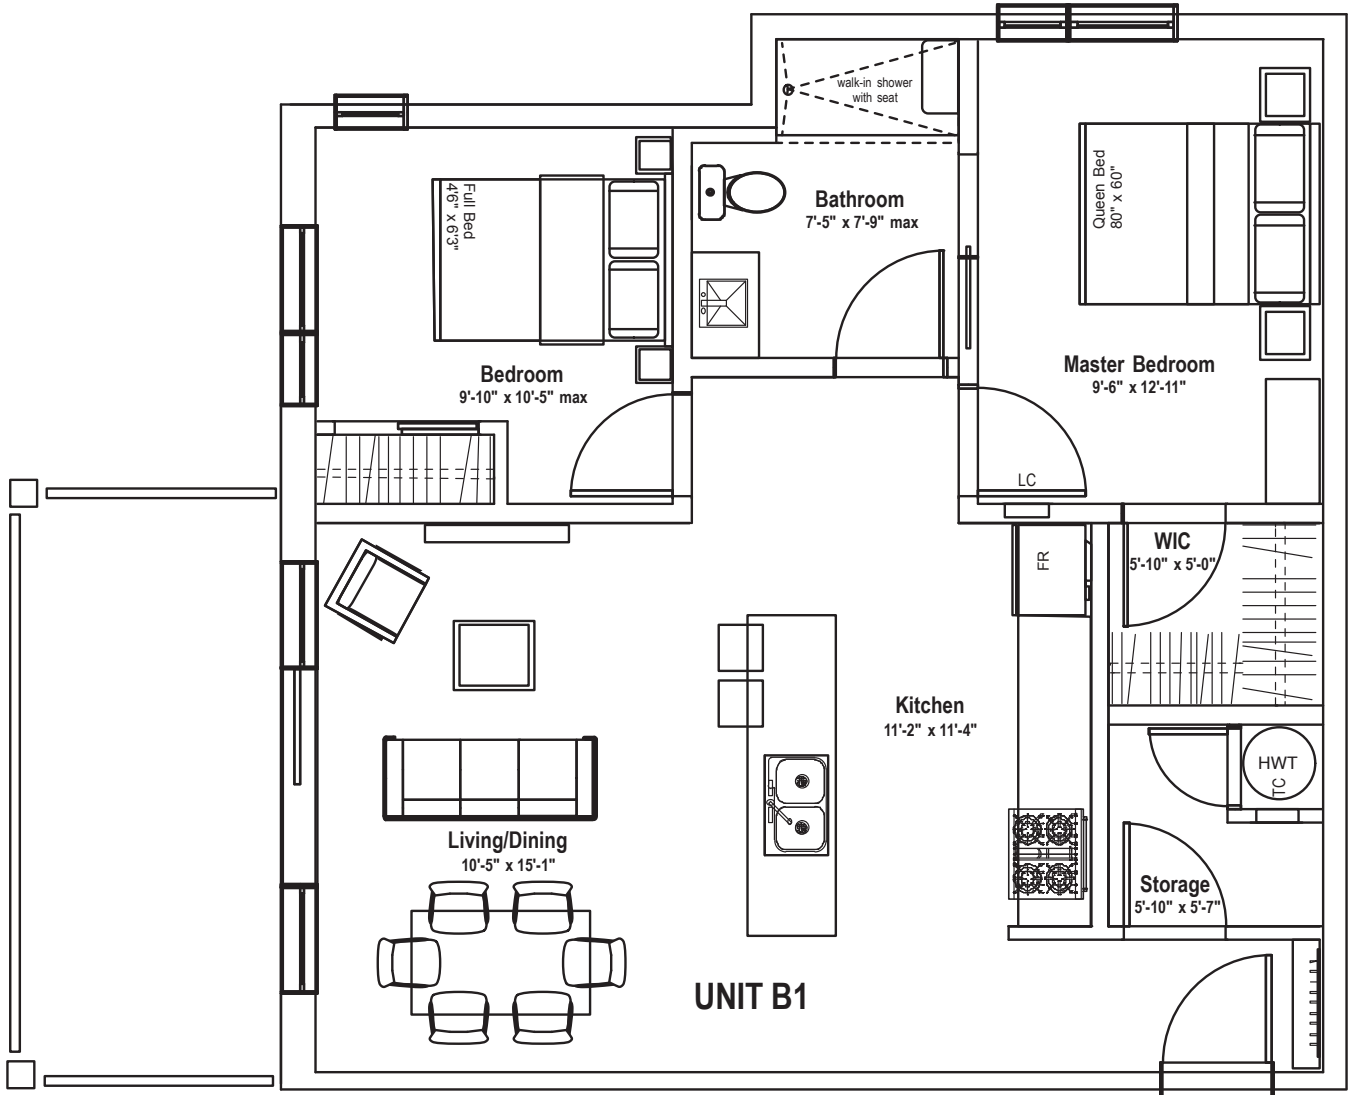 walk-in shower
with seat
Bathroom
7'-5" x 7'-9" max
Full Bed
4'6" x 6'3"
Queen Bed
80" x 60"
Bedroom
9'-10" x 10'-5" max
Master Bedroom
9'-6" x 12'-11"
LC
FR
WIC
5'-10" x 5'-0"
Kitchen
11'-2" x 11'-4"
HWT
TC
Living/Dining
10'-5" x 15'-1"
Storage
5'-10" x 5'-7"
UNIT B1